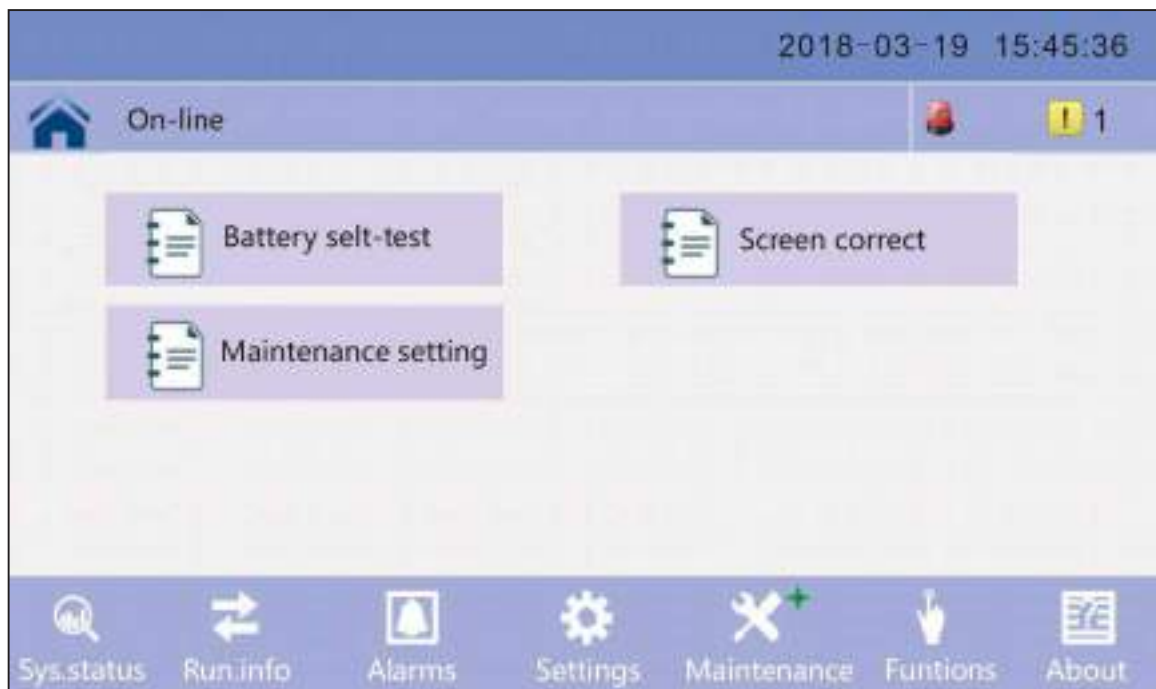 2018-03-19 15:45:36
On-line
! 1
Battery selt-test
Screen correct
Maintenance setting
Sys.status Run.info Alarms Settings Maintenance Funtions About